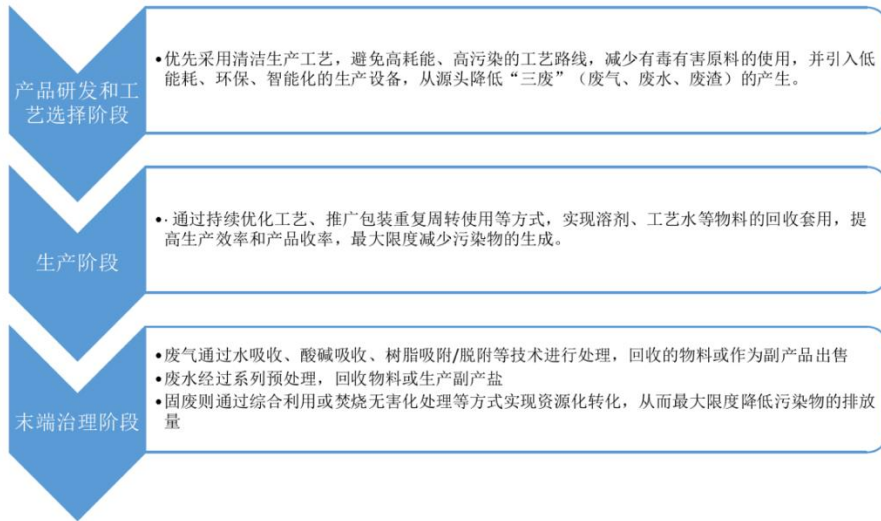 产品研发和工
艺选择阶段
•优先采用清洁生产工艺，避免高耗能、高污染的工艺路线，减少有毒有害原料的使用，并引入低
能耗、环保、智能化的生产设备，从源头降低“三废”（废气、废水、废渣）的产生。
生产阶段
•· 通过持续优化工艺、推广包装重复周转使用等方式，实现溶剂、工艺水等物料的回收套用，提
高生产效率和产品收率，最大限度减少污染物的生成。
末端治理阶段
•废气通过水吸收、酸碱吸收、树脂吸附/脱附等技术进行处理，回收的物料或作为副产品出售
•废水经过系列预处理，回收物料或生产副产盐
•固废则通过综合利用或焚烧无害化处理等方式实现资源化转化，从而最大限度降低污染物的排放
量